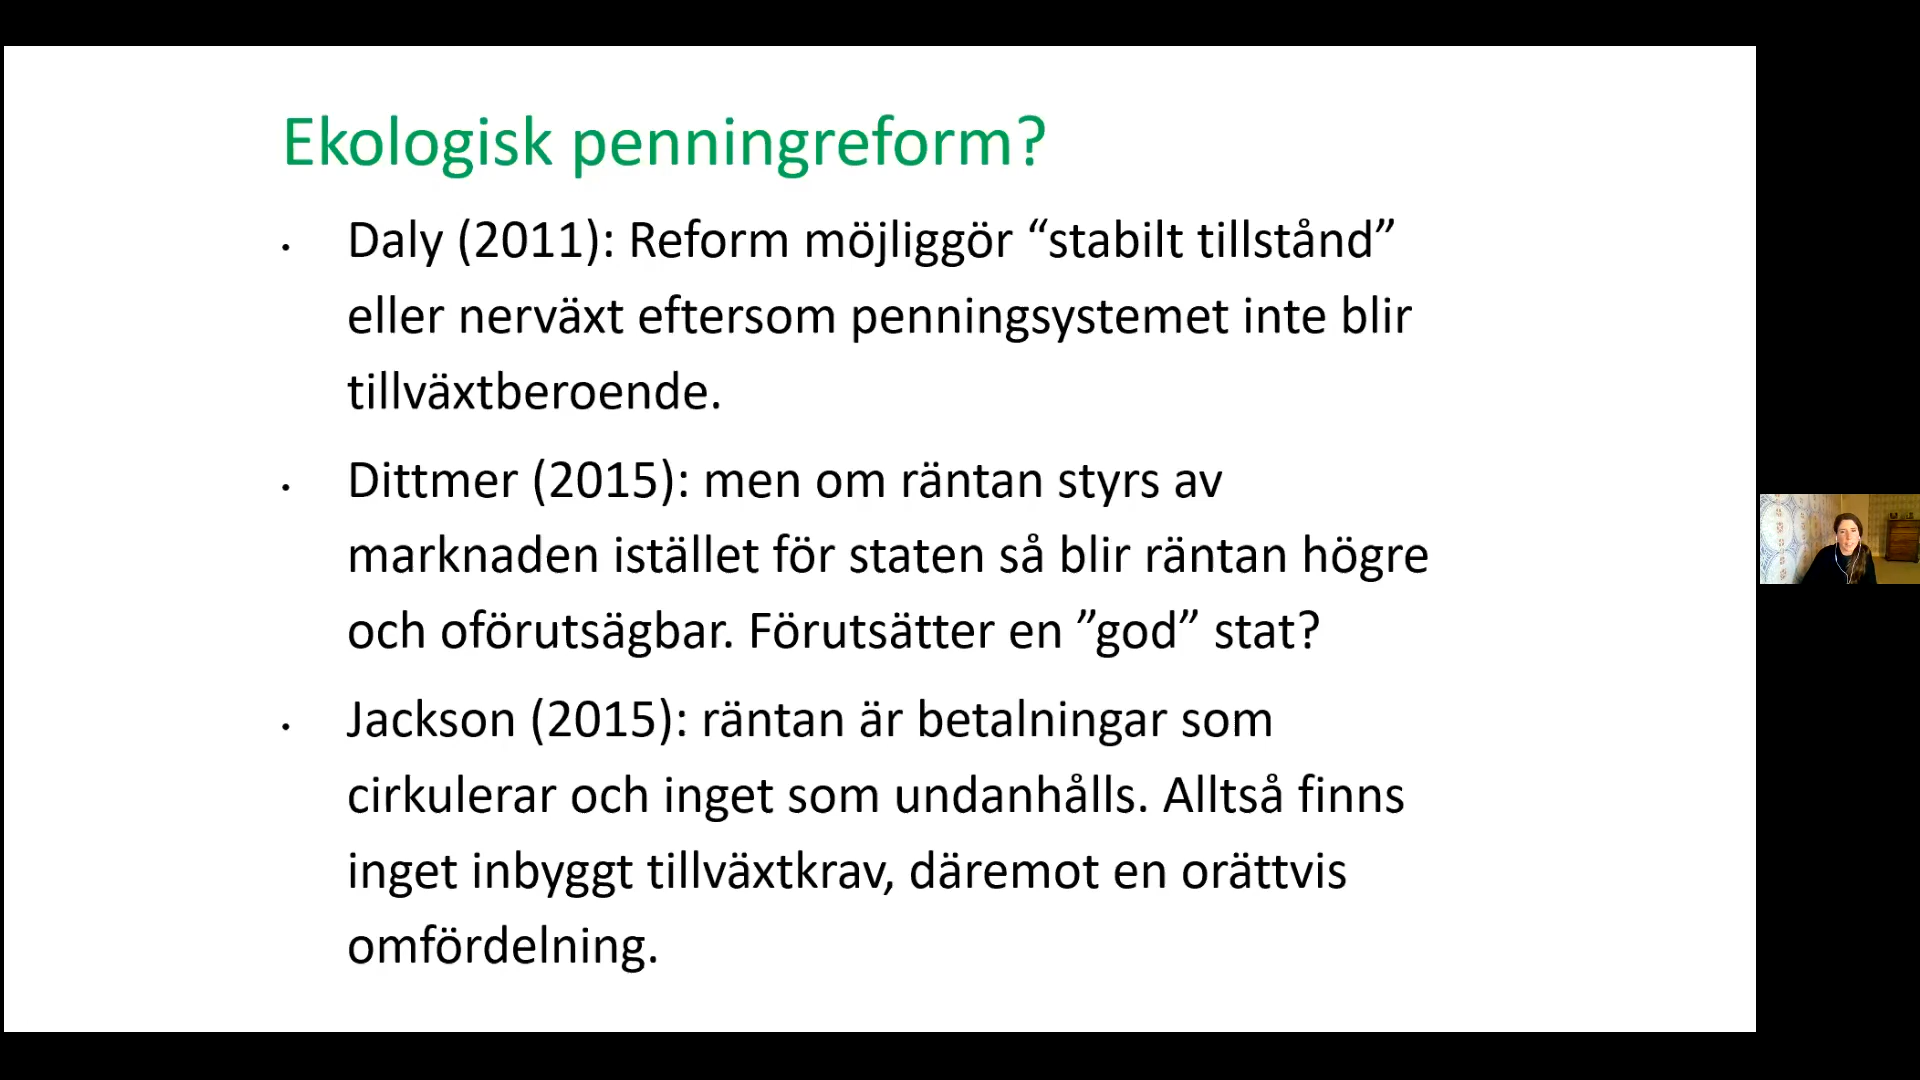 Ekologisk penningreform?
• Daly (2011): Reform möjliggör “stabilt tillstånd”
eller nerväxt eftersom penningsystemet inte blir
tillväxtberoende.
• Dittmer (2015): men om räntan styrs av
marknaden istället för staten så blir räntan högre
och oförutsägbar. Förutsätter en ”god” stat?
• Jackson (2015): räntan är betalningar som
cirkulerar och inget som undanhålls. Alltså finns
inget inbyggt tillväxtkrav, däremot en orättvis
omfördelning.